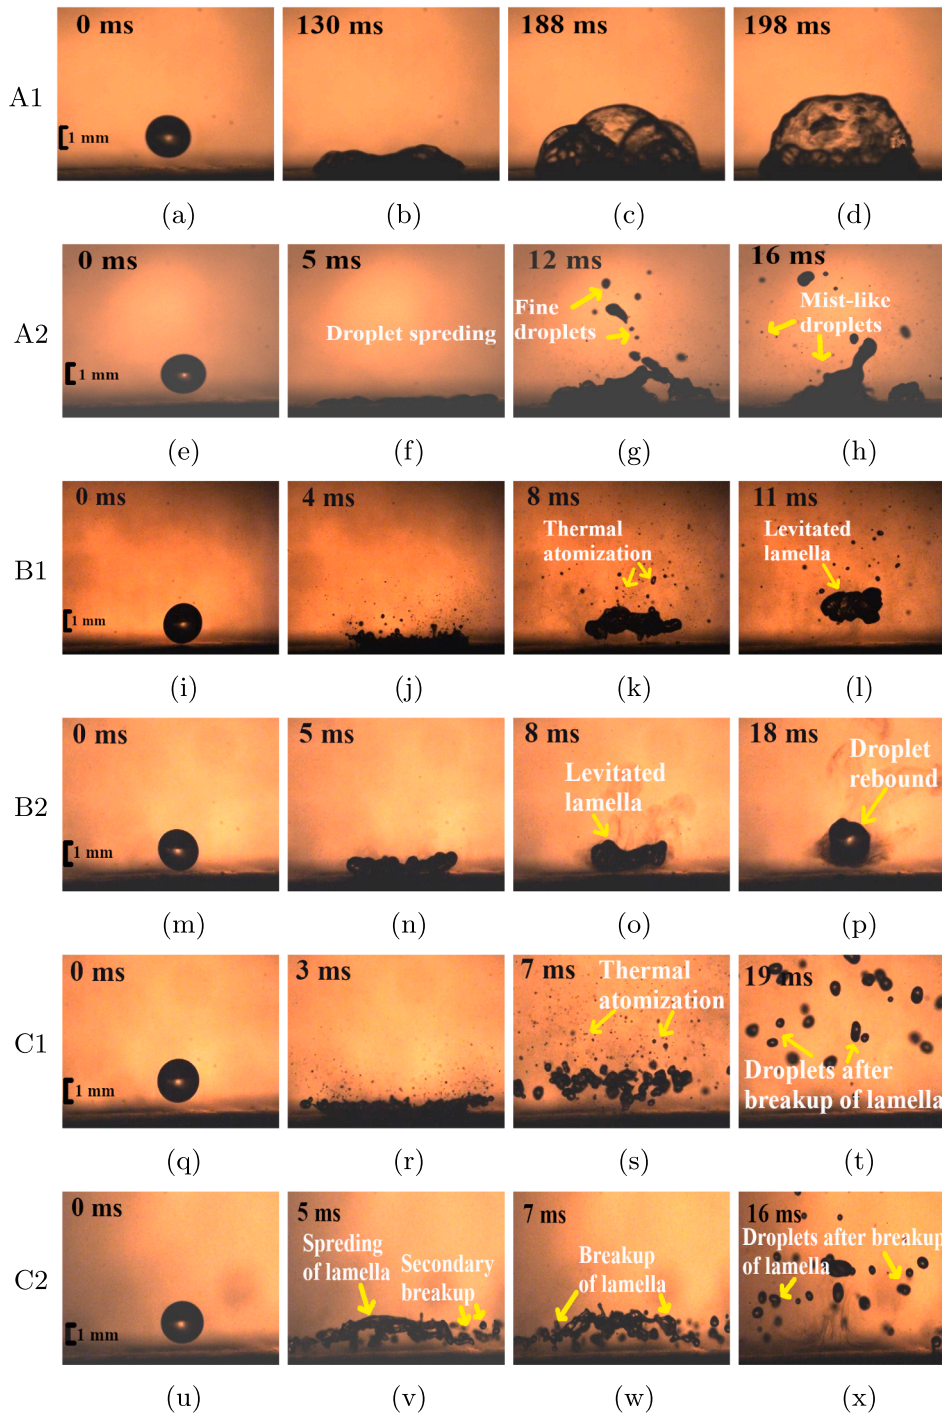 0 ms
130 ms
188 ms
198 ms
A1
1 mm
(a)
(b)
(c)
(d)
0 ms
5 ms
12 ms
16 ms
Fine
droplets
Mist-like
droplets
Droplet spreding
A2
1 mm
(e)
(f)
(g)
(h)
0 ms
4 ms
8 ms
11 ms
Thermal
atomization
Levitated
lamella
B1
1 mm
(i)
(j)
(k)
(l)
0 ms
5 ms
8 ms
18 ms
Levitated
lamella
Droplet
rebound
B2
1 mm
(m)
(n)
(o)
(p)
0 ms
3 ms
7 ms
19 ms
Thermal
atomization
C1
1 mm
Droplets after
breakup of lamella
(q)
(r)
(s)
(t)
0 ms
5 ms
7 ms
16 ms
Spreding
of lamella
Secondary
breakup
Breakup
of lamella
Droplets after breakup
of lamella
C2
1 mm
(u)
(v)
(w)
(x)